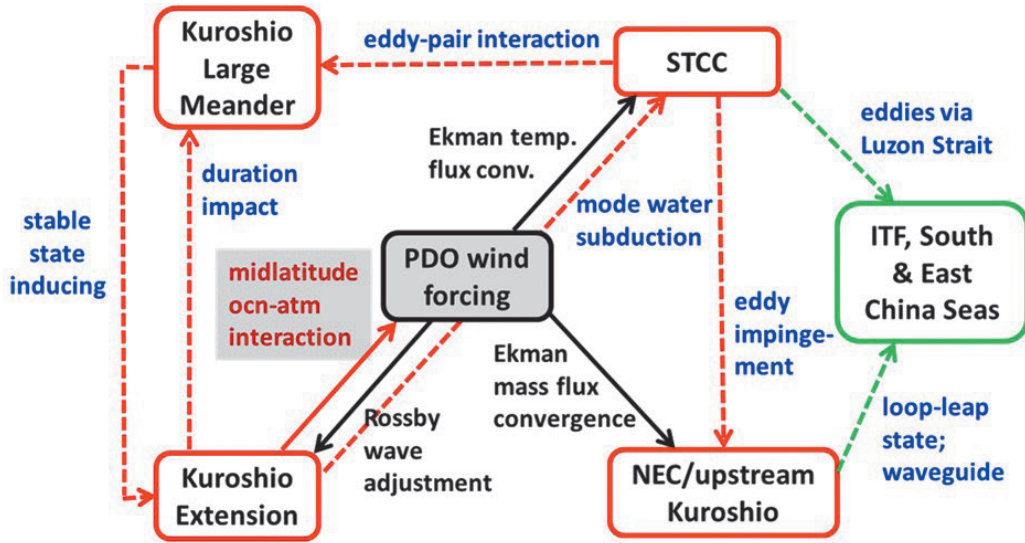 Kuroshio
Large
Meander
eddy-pair interaction
STCC
eddies via
Luzon Strait
Ekman temp.
flux conv.
duration
impact
stable
state
inducing
mode water
subduction
PDO wind
forcing
midlatitude
ocn-atm
interaction
ITF, South
& East
China Seas
eddy
impinge-
ment
Ekman
mass flux
convergence
Rossby
wave
adjustment
loop-leap
state;
waveguide
Kuroshio
Extension
NEC/upstream
Kuroshio